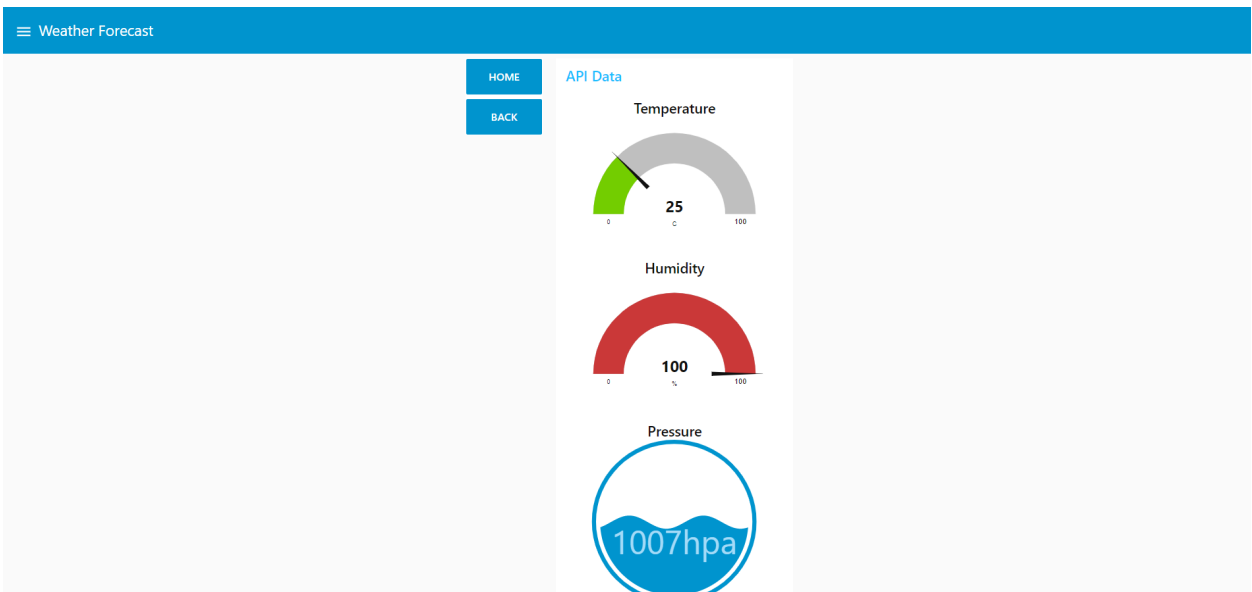 Weather Forecast
HOME
BACK
API Data
Temperature
25
0
C
100
Humidity
100
0
%
100
Pressure
1007hpa